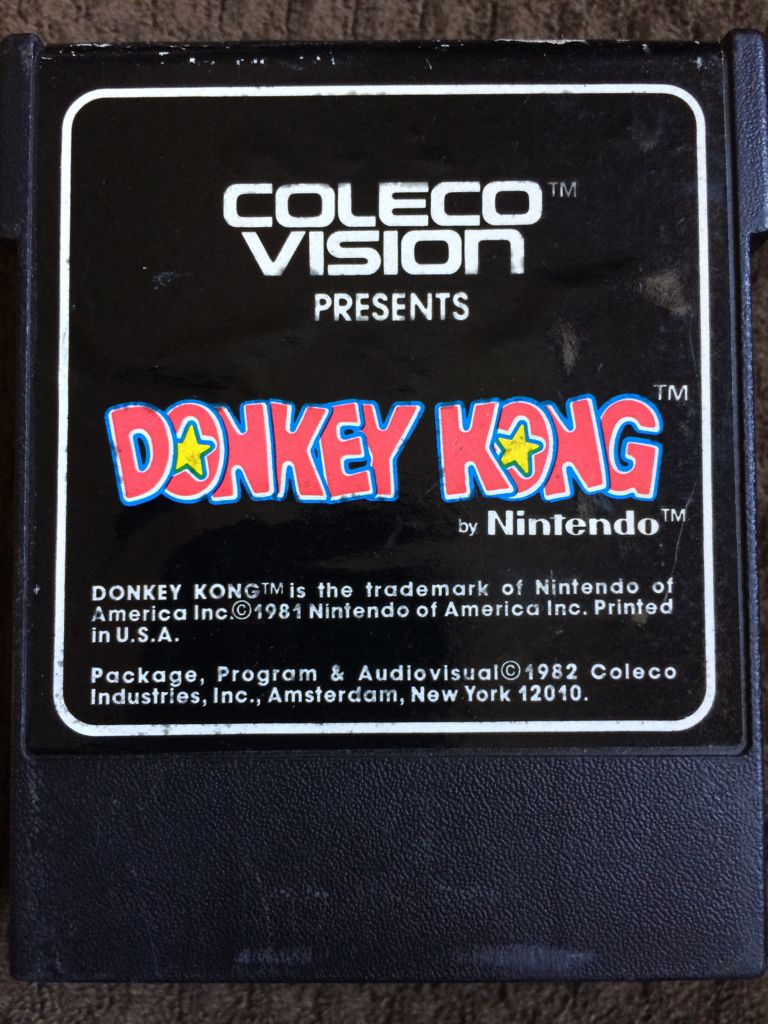 COLECO™
VISION
PRESENTS
DONKEY KONG™
by Nintendo™
DONKEY KONG™ is the trademark of Nintendo of
America Inc.©1981 Nintendo of America Inc. Printed
in U.S.A.
Package, Program & Audiovisual©1982 Coleco
Industries, Inc., Amsterdam, New York 12010.